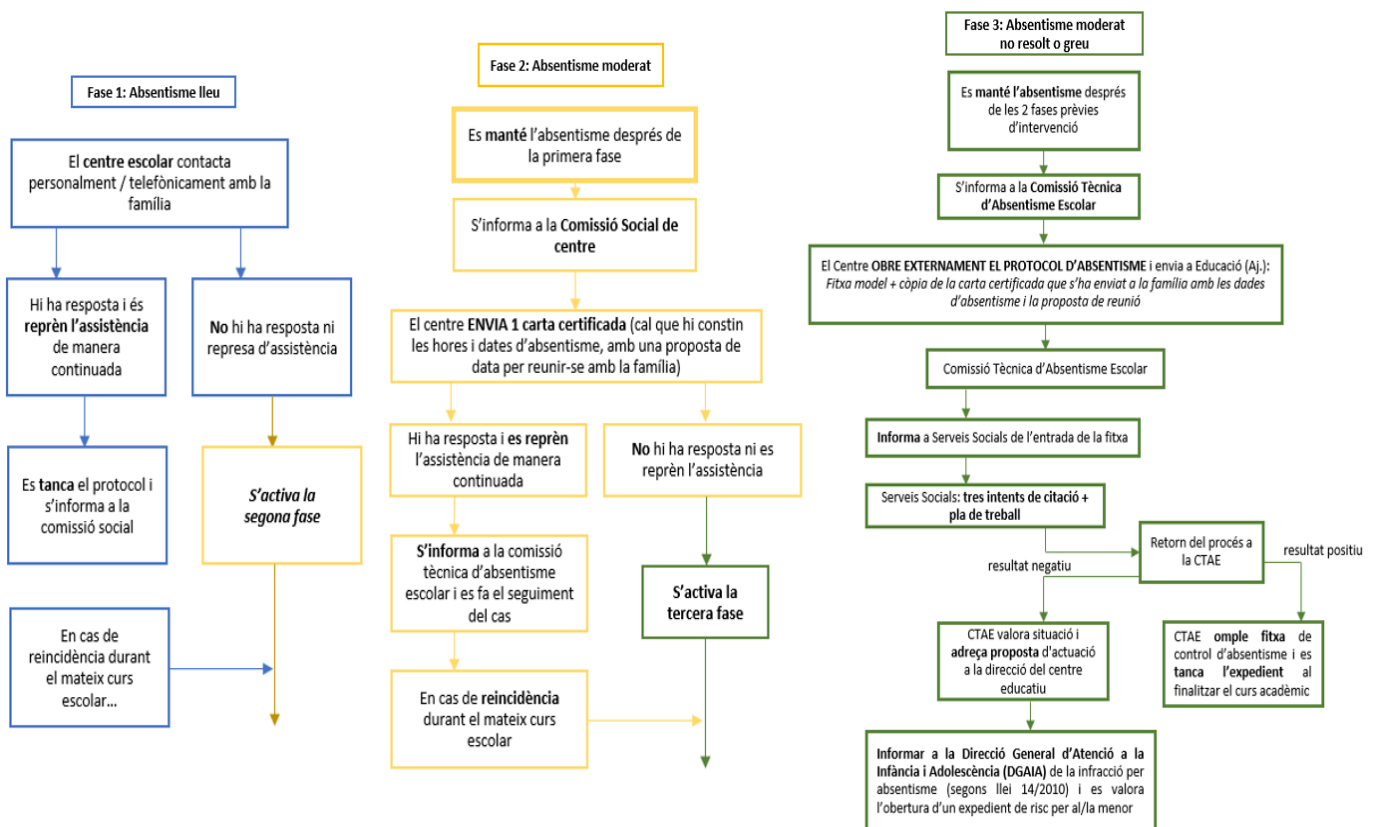 Fase 1: Absentisme lleu
El centre escolar contacta
personalment / telefònicament amb la
família
Hi ha resposta i és
reprèn l’assistència
de manera
continuada
No hi ha resposta ni
represa d’assistència
Es tanca el protocol i
s’informa a la
comissió social
S’activa la
segona fase
En cas de
reincidència durant
el mateix curs
escolar...
Fase 2: Absentisme moderat
Es manté l’absentisme després de
la primera fase
S’informa a la Comissió Social de
centre
El centre ENVIA 1 carta certificada (cal que hi constin
les hores i dates d’absentisme, amb una proposta de
data per reunir-se amb la família)
Hi ha resposta i es reprèn
l’assistència de manera
continuada
No hi ha resposta ni es
reprèn l’assistència
S’informa a la comissió
tècnica d’absentisme
escolar i es fa el seguiment
del cas
S’activa la
tercera fase
En cas de reincidència
durant el mateix curs
escolar
Fase 3: Absentisme moderat
no resolt o greu
Es manté l’absentisme després
de les 2 fases prèvies
d’intervenció
S’informa a la Comissió Tècnica
d’Absentisme Escolar
El Centre OBRE EXTERNAMENT EL PROTOCOL D’ABSENTISME i envia a Educació (Aj.):
Fitxa model + còpia de la carta certificada que s’ha enviat a la família amb les dades
d’absentisme i la proposta de reunió
Comissió Tècnica d’Absentisme Escolar
Informa a Serveis Socials de l’entrada de la fitxa
Serveis Socials: tres intents de citació +
pla de treball
Retorn del procés a
la CTAE
resultat positiu
resultat negatiu
CTAE valora situació i
adreça proposta d'actuació
a la direcció del centre
educatiu
CTAE omple fitxa de
control d’absentisme i es
tanca l’expedient al
finalitzar el curs acadèmic
Informar a la Direcció General d’Atenció a la
Infància i Adolescència (DGAIA) de la infracció per
absentisme (segons llei 14/2010) i es valora
l’obertura d’un expedient de risc per al/la menor